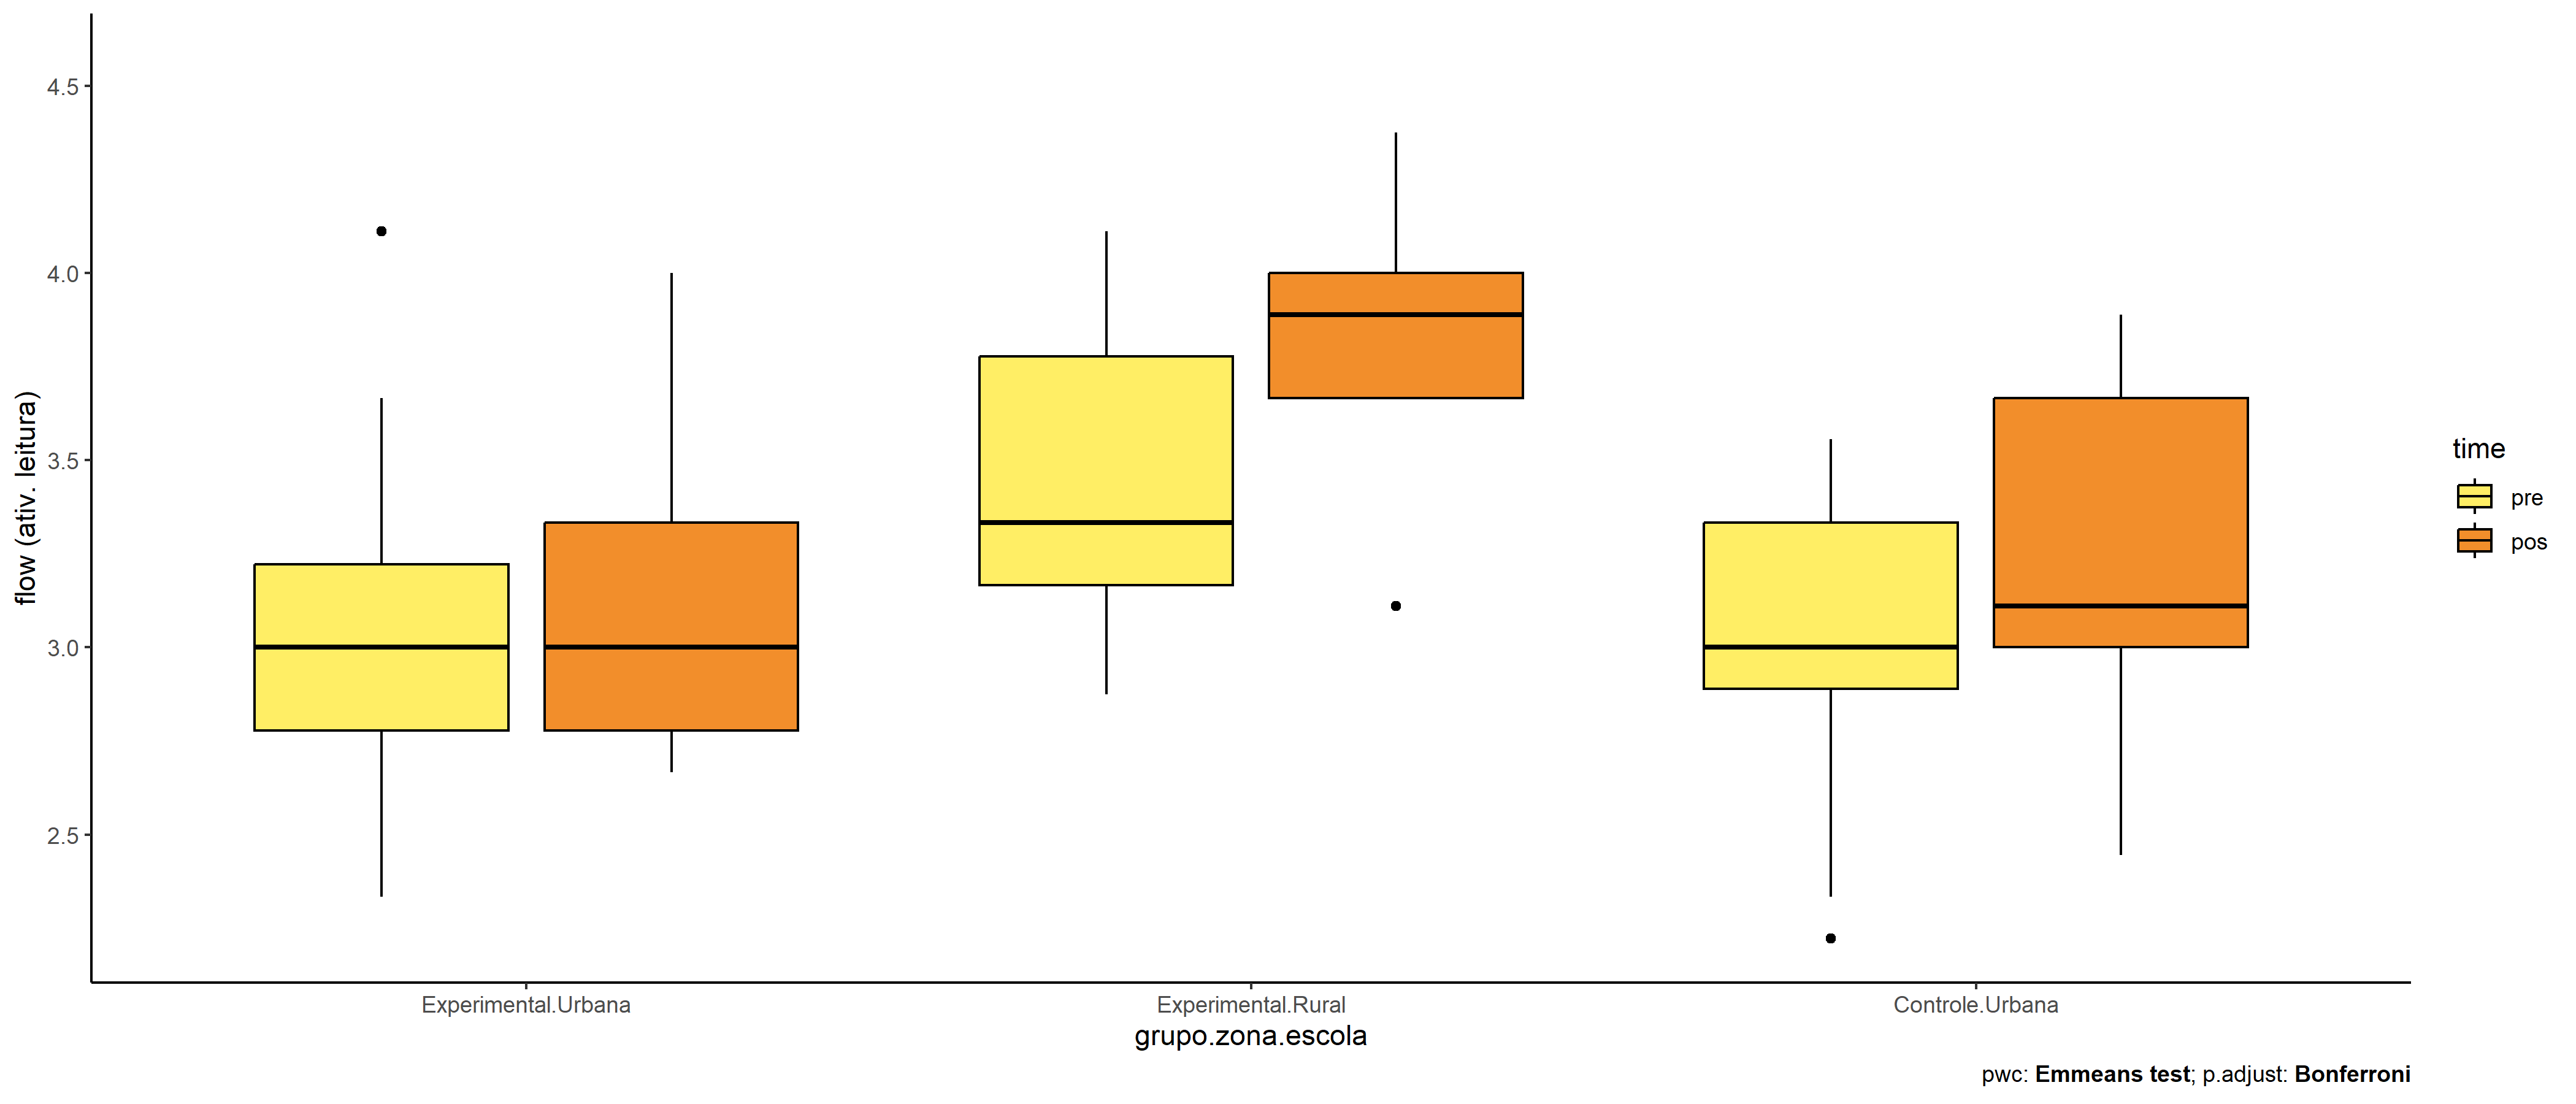 4.5
4.0
3.5
3.0
2.5
flow (ativ. leitura)
Experimental.Urbana
Experimental.Rural
Controle.Urbana
grupo.zona.escola
time
pre
pos
pwc: Emmeans test; p.adjust: Bonferroni